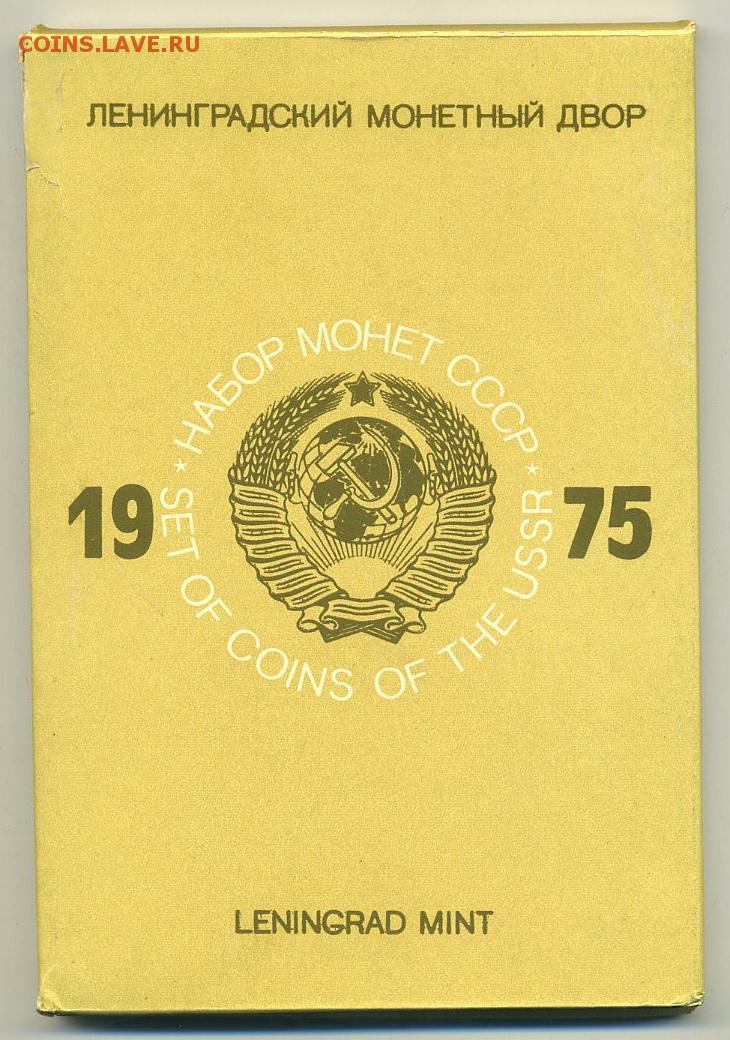 COINS.LAVE.RU
ЛЕНИНГРАДСКИЙ МОНЕТНЫЙ ДВОР
* НАБОР МОНЕТ СССР *
19 75
SET OF COINS OF THE USSR
LENINGRAD MINT